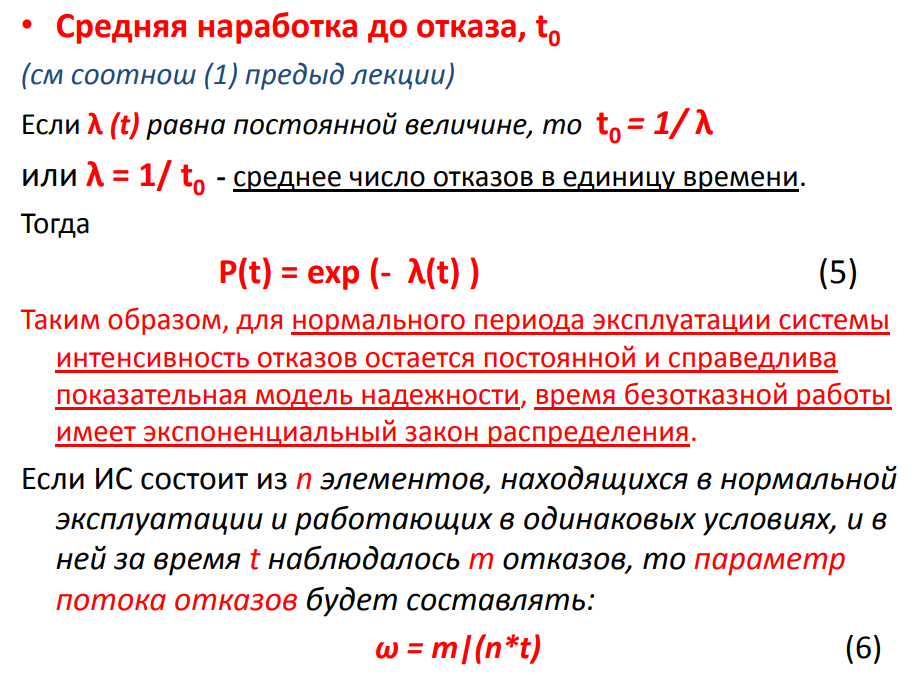 • Средняя наработка до отказа, t0
(см соотнош (1) предыд лекции)
Если λ (t) равна постоянной величине, то t0 = 1/ λ
или λ = 1/ t0 - среднее число отказов в единицу времени.
Тогда
P(t) = exp (- λ(t) ) (5)
Таким образом, для нормального периода эксплуатации системы
интенсивность отказов остается постоянной и справедлива
показательная модель надежности, время безотказной работы
имеет экспоненциальный закон распределения.
Если ИС состоит из n элементов, находящихся в нормальной
эксплуатации и работающих в одинаковых условиях, и в
ней за время t наблюдалось m отказов, то параметр
потока отказов будет составлять:
ω = m|(n*t) (6)